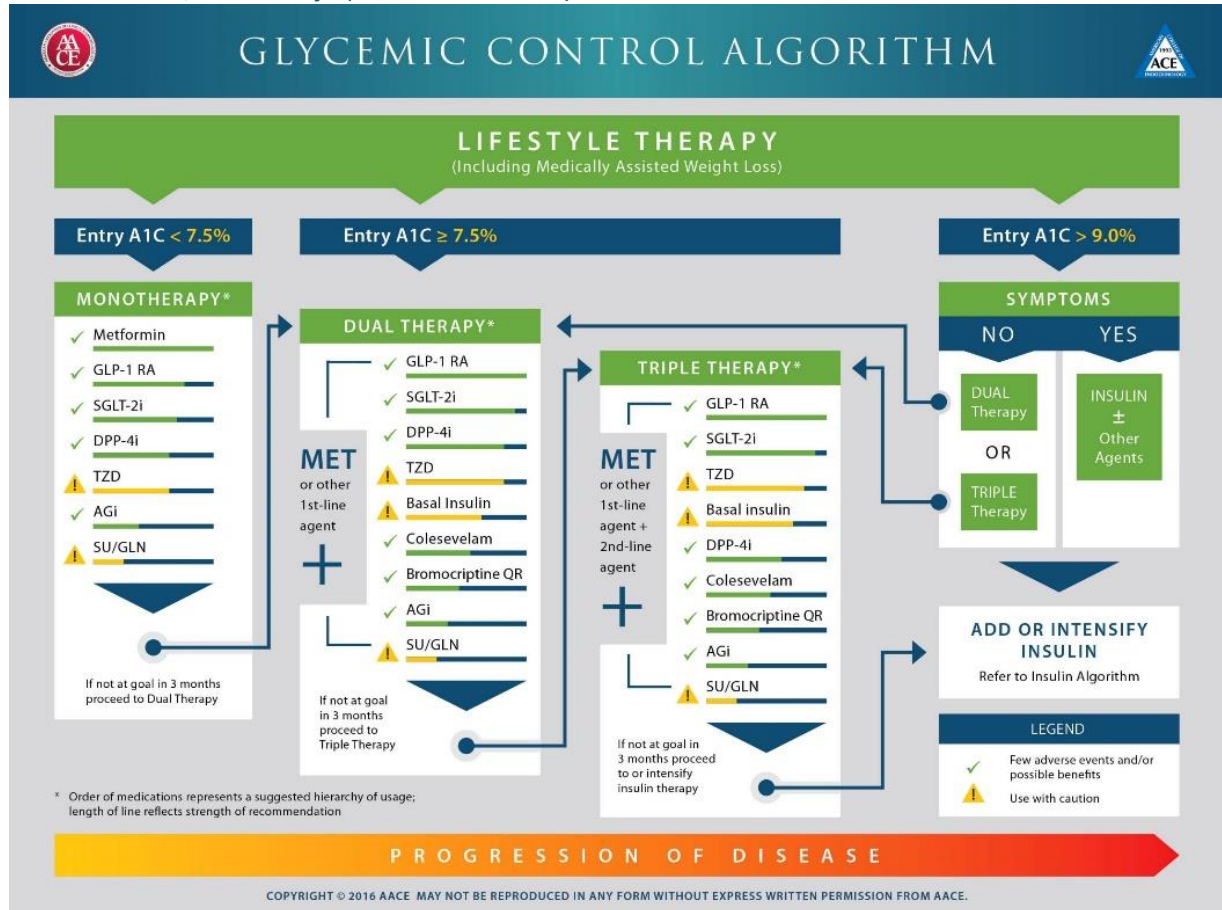 AACE
GLYCEMIC CONTROL ALGORITHM
AMERICAN COLLEGE OF
1993
ACE
ENDOCRINOLOGY
LIFESTYLE THERAPY
(Including Medically Assisted Weight Loss)
Entry A1C < 7.5%
MONOTHERAPY*
Metformin
GLP-1 RA
SGLT-2i
DPP-4i
TZD
AGi
SU/GLN
If not at goal in 3 months
proceed to Dual Therapy
Entry A1C ≥ 7.5%
DUAL THERAPY*
MET
or other
1st-line
agent
+
GLP-1 RA
SGLT-2i
DPP-4i
TZD
Basal Insulin
Colesevelam
Bromocriptine QR
AGi
SU/GLN
If not at goal
in 3 months
proceed to
Triple Therapy
TRIPLE THERAPY*
MET
or other
1st-line
agent +
2nd-line
agent
+
GLP-1 RA
SGLT-2i
TZD
Basal insulin
DPP-4i
Colesevelam
Bromocriptine QR
AGi
SU/GLN
If not at goal in
3 months proceed
to or intensify
insulin therapy
Entry A1C > 9.0%
SYMPTOMS
NO
YES
DUAL
Therapy
OR
TRIPLE
Therapy
INSULIN
±
Other
Agents
ADD OR INTENSIFY
INSULIN
Refer to Insulin Algorithm
LEGEND
Few adverse events and/or
possible benefits
Use with caution
* Order of medications represents a suggested hierarchy of usage;
length of line reflects strength of recommendation
PROGRESSION OF DISEASE
COPYRIGHT © 2016 AACE MAY NOT BE REPRODUCED IN ANY FORM WITHOUT EXPRESS WRITTEN PERMISSION FROM AACE.